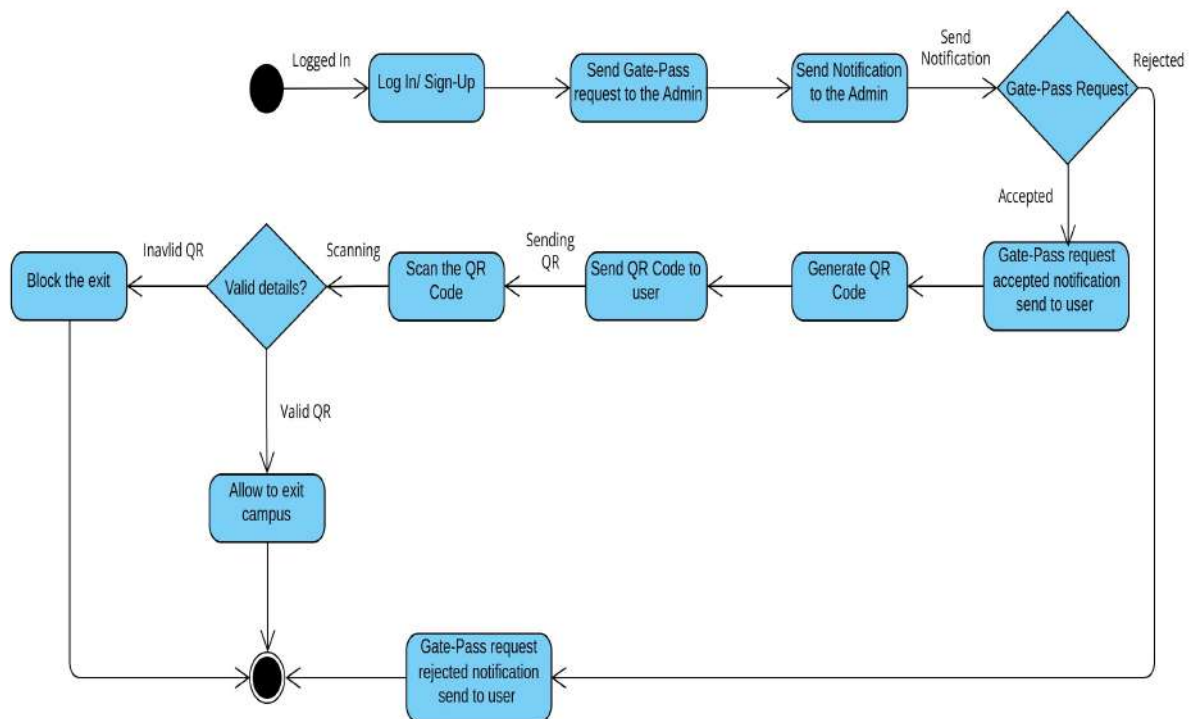 Logged In
Log In/ Sign-Up
Send Gate-Pass
request to the Admin
Send Notification
to the Admin
Send
Notification
Gate-Pass Request
Rejected
Accepted
Gate-Pass request
accepted notification
send to user
Generate QR
Code
Send QR Code to
user
Sending
QR
Scan the QR
Code
Scanning
Valid details?
Inavlid QR
Block the exit
Valid QR
Allow to exit
campus
Gate-Pass request
rejected notification
send to user